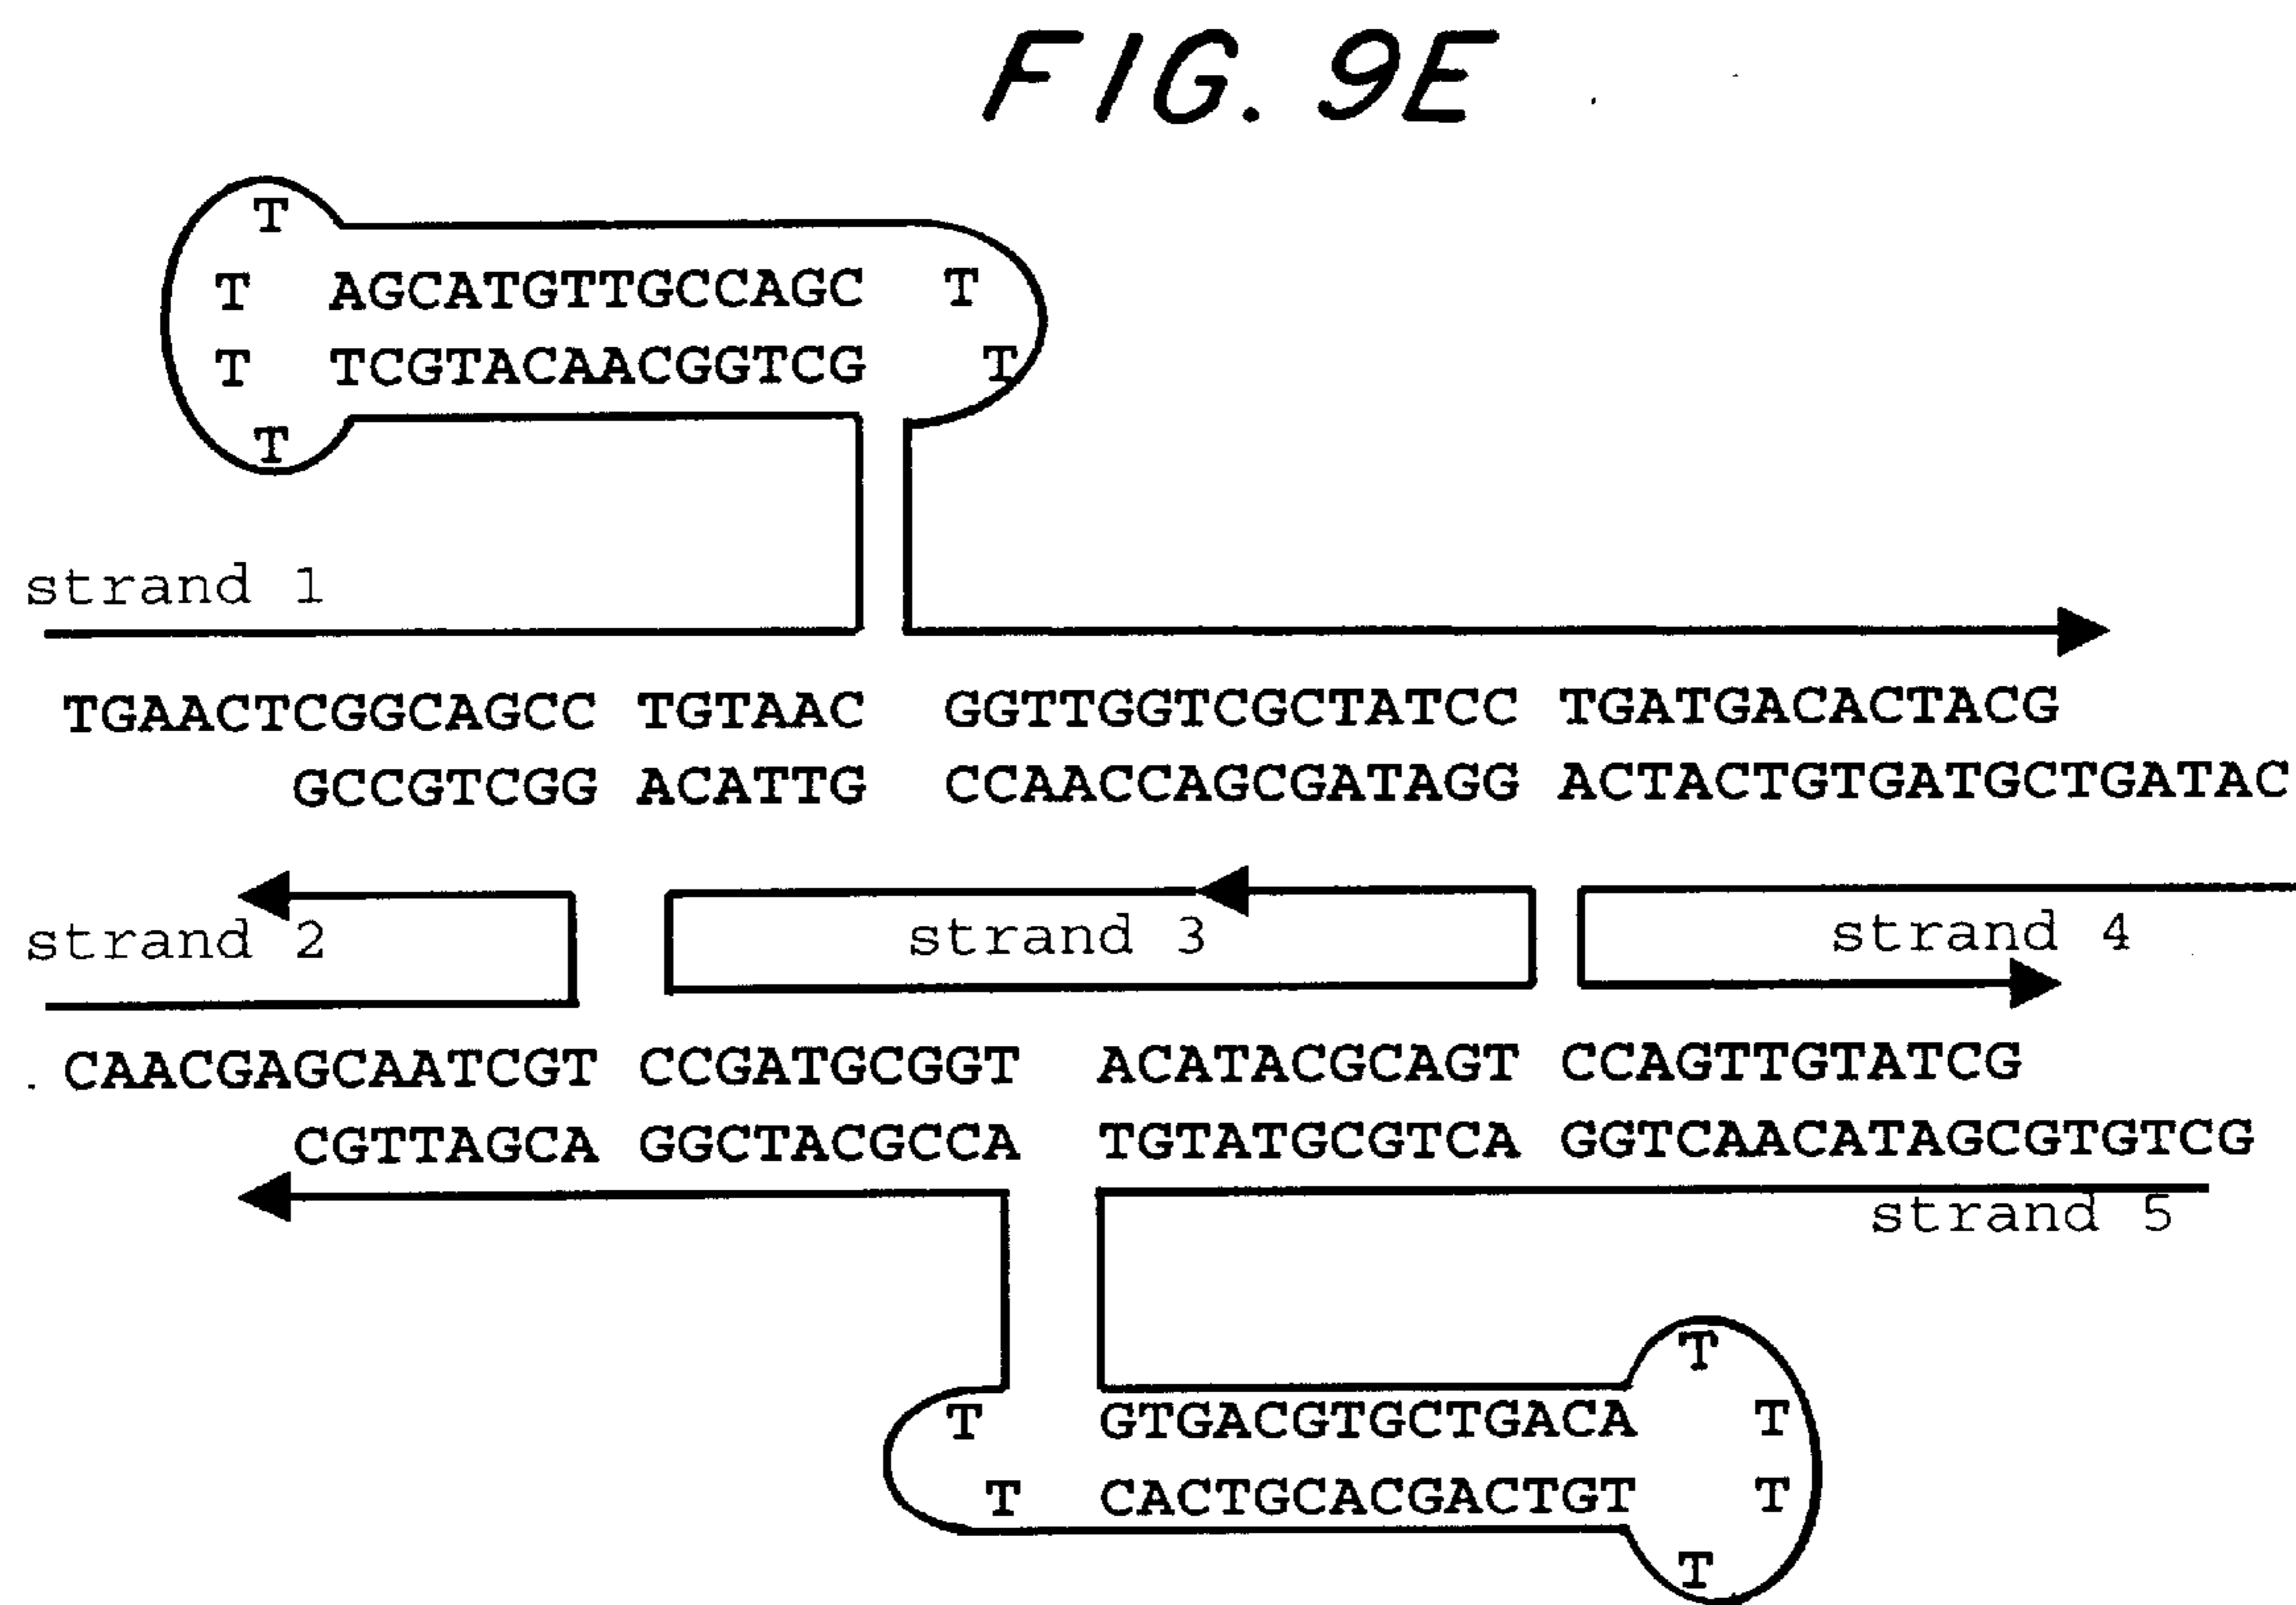 FIG. 9E
T
T AGCATGTTGCCAGC T
T TCGTACAACGGTCG T
T
strand 1
TGAACTCGGCAGCC TGTAAC GGTTGGTCGCTATCC TGATGACACTACG
GCCGTCGG ACATTG CCAACCAGCGATAGG ACTACTGTGATGCTGATAC
strand 2 strand 3 strand 4
CAACGAGCAATCGT CCGATGCGGT ACATACGCAGT CCAGTTGTATCG
CGTTAGCA GGCTACGCCA TGTATGCGTCA GGTCAACATAGCGTGTCG
strand 5
T
T GTGACGTGCTGACA T
T CACTGCACGACTGT T
T